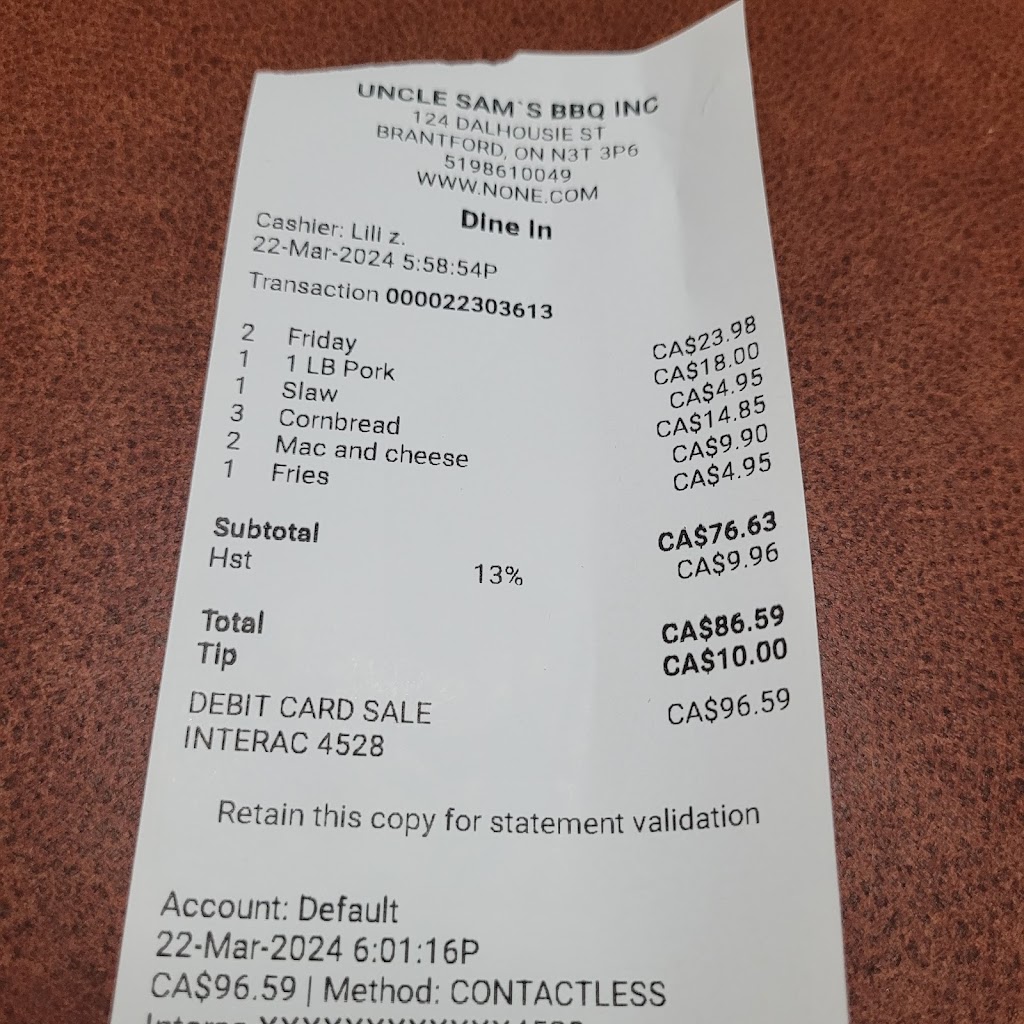 UNCLE SAM`S BBQ INC
124 DALHOUSIE ST
BRANTFORD, ON N3T 3P6
5198610049
WWW.NONE.COM
Dine In
Cashier: Lili z.
22-Mar-2024 5:58:54P
Transaction 000022303613
2 Friday CA$23.98
1 1 LB Pork CA$18.00
1 Slaw CA$4.95
3 Cornbread CA$14.85
2 Mac and cheese CA$9.90
1 Fries CA$4.95
Subtotal CA$76.63
Hst 13% CA$9.96
Total CA$86.59
Tip CA$10.00
DEBIT CARD SALE CA$96.59
INTERAC 4528
Retain this copy for statement validation
Account: Default
22-Mar-2024 6:01:16P
CA$96.59 | Method: CONTACTLESS